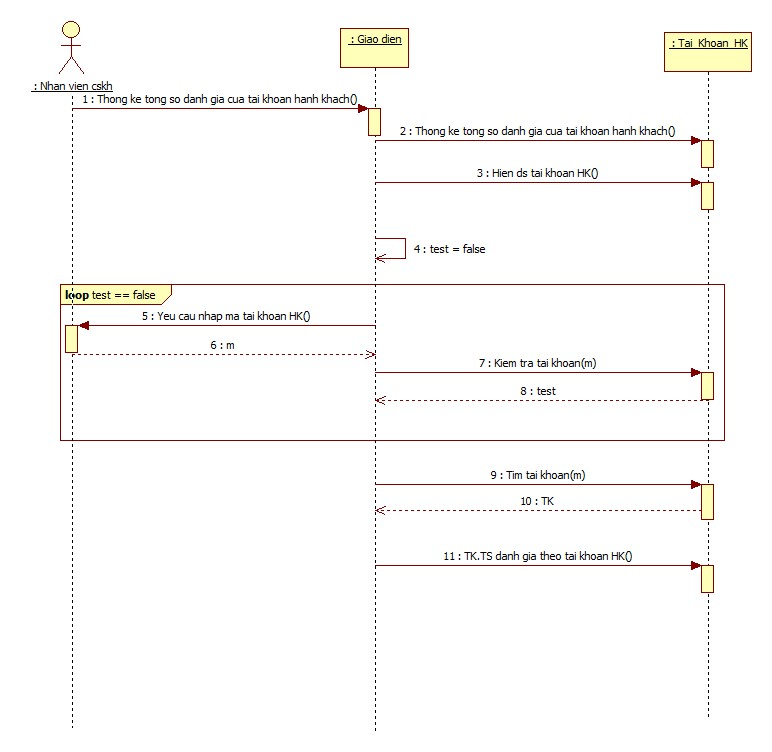 : Giao dien
: Tai_Khoan_HK
: Nhan vien cskh
1 : Thong ke tong so danh gia cua tai khoan hanh khach()
2 : Thong ke tong so danh gia cua tai khoan hanh khach()
3 : Hien ds tai khoan HK()
4 : test = false
loop test == false
5 : Yeu cau nhap ma tai khoan HK()
6 : m
7 : Kiem tra tai khoan(m)
8 : test
9 : Tim tai khoan(m)
10 : TK
11 : TK.TS danh gia theo tai khoan HK()